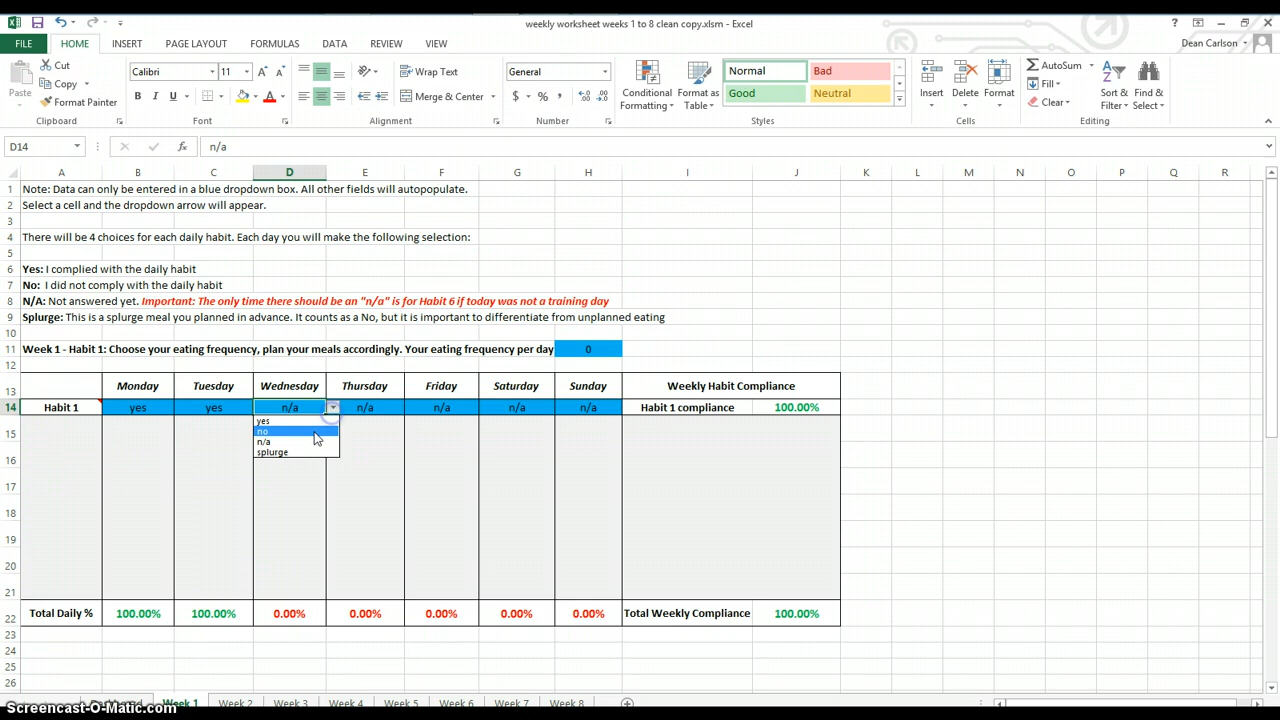 weekly worksheet weeks 1 to 8 clean copy.xlsm - Excel
FILE HOME INSERT PAGE LAYOUT FORMULAS DATA REVIEW VIEW Dean Carlson
Paste
Cut
Copy
Format Painter
Clipboard
Calibri 11
B I U
Font
Wrap Text
Merge & Center
Alignment
General
$ % ,
Number
Conditional Formatting
Format as Table
Normal Bad
Good Neutral
Styles
Insert Delete Format
Cells
AutoSum
Fill
Clear
Sort & Filter
Find & Select
Editing
D14 fx n/a
A B C D E F G H I J K L M N O P Q R
1 Note: Data can only be entered in a blue dropdown box. All other fields will autopopulate.
2 Select a cell and the dropdown arrow will appear.
3
4 There will be 4 choices for each daily habit. Each day you will make the following selection:
5
6 Yes: I complied with the daily habit
7 No: I did not comply with the daily habit
8 N/A: Not answered yet. Important: The only time there should be an "n/a" is for Habit 6 if today was not a training day
9 Splurge: This is a splurge meal you planned in advance. It counts as a No, but it is important to differentiate from unplanned eating
10
11 Week 1 - Habit 1: Choose your eating frequency, plan your meals accordingly. Your eating frequency per day 0
12
13 Monday Tuesday Wednesday Thursday Friday Saturday Sunday Weekly Habit Compliance
14 Habit 1 yes yes n/a n/a n/a n/a n/a Habit 1 compliance 100.00%
yes
no
n/a
splurge
15
16
17
18
19
20
21
22 Total Daily % 100.00% 100.00% 0.00% 0.00% 0.00% 0.00% 0.00% Total Weekly Compliance 100.00%
23
24
25
26
Week 1 Week 2 Week 3 Week 4 Week 5 Week 6 Week 7 Week 8
Screencast-O-Matic.com